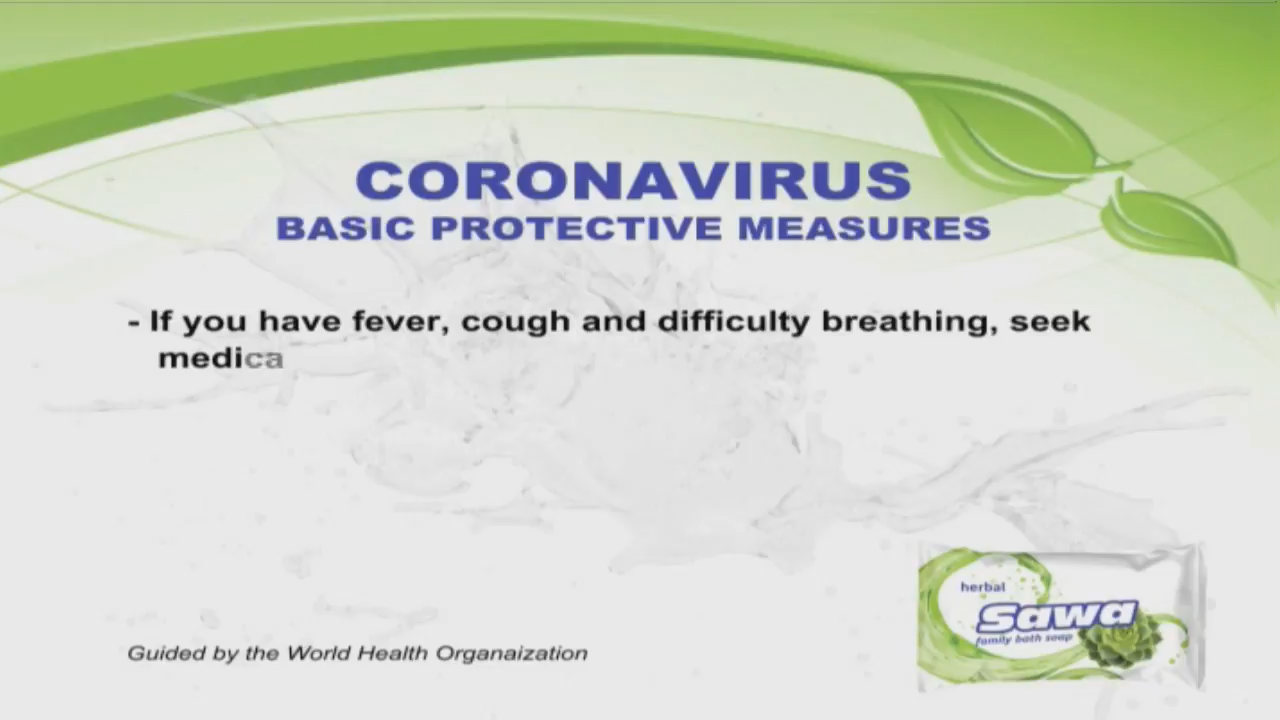 CORONAVIRUS
BASIC PROTECTIVE MEASURES
- If you have fever, cough and difficulty breathing, seek
medica
Guided by the World Health Organaization
herbal
Sawa
family bath soap